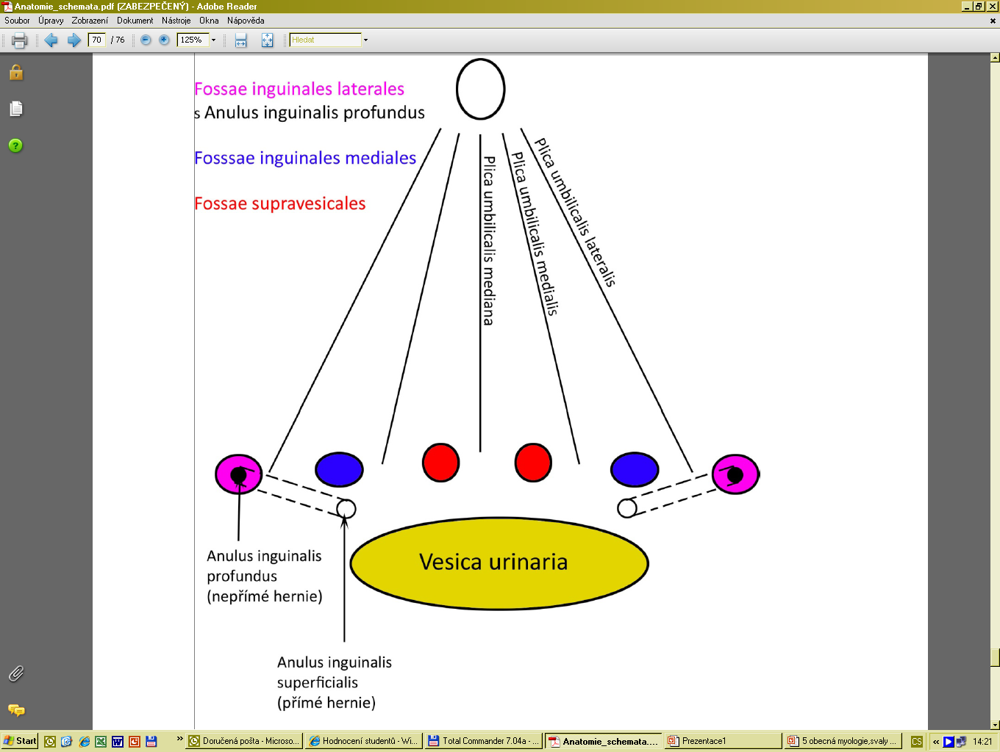 Anatomie_schemata.pdf (ZABEZPEČENÝ) - Adobe Reader
Soubor Úpravy Zobrazení Dokument Nástroje Okna Nápověda
70 / 76 125% Hledat
Fossae inguinales laterales
s Anulus inguinalis profundus
Fosssae inguinales mediales
Fossae supravesicales
Plica umbilicalis mediana
Plica umbilicalis medialis
Plica umbilicalis lateralis
Vesica urinaria
Anulus inguinalis
profundus
(nepřímé hernie)
Anulus inguinalis
superficialis
(přímé hernie)
Start » Doručená pošta - Microso... Hodnocení studentů - Wi... Total Commander 7.04a - ... Anatomie_schemata.... Prezentace1 5 obecná myologie,svaly ... CS « 14:21